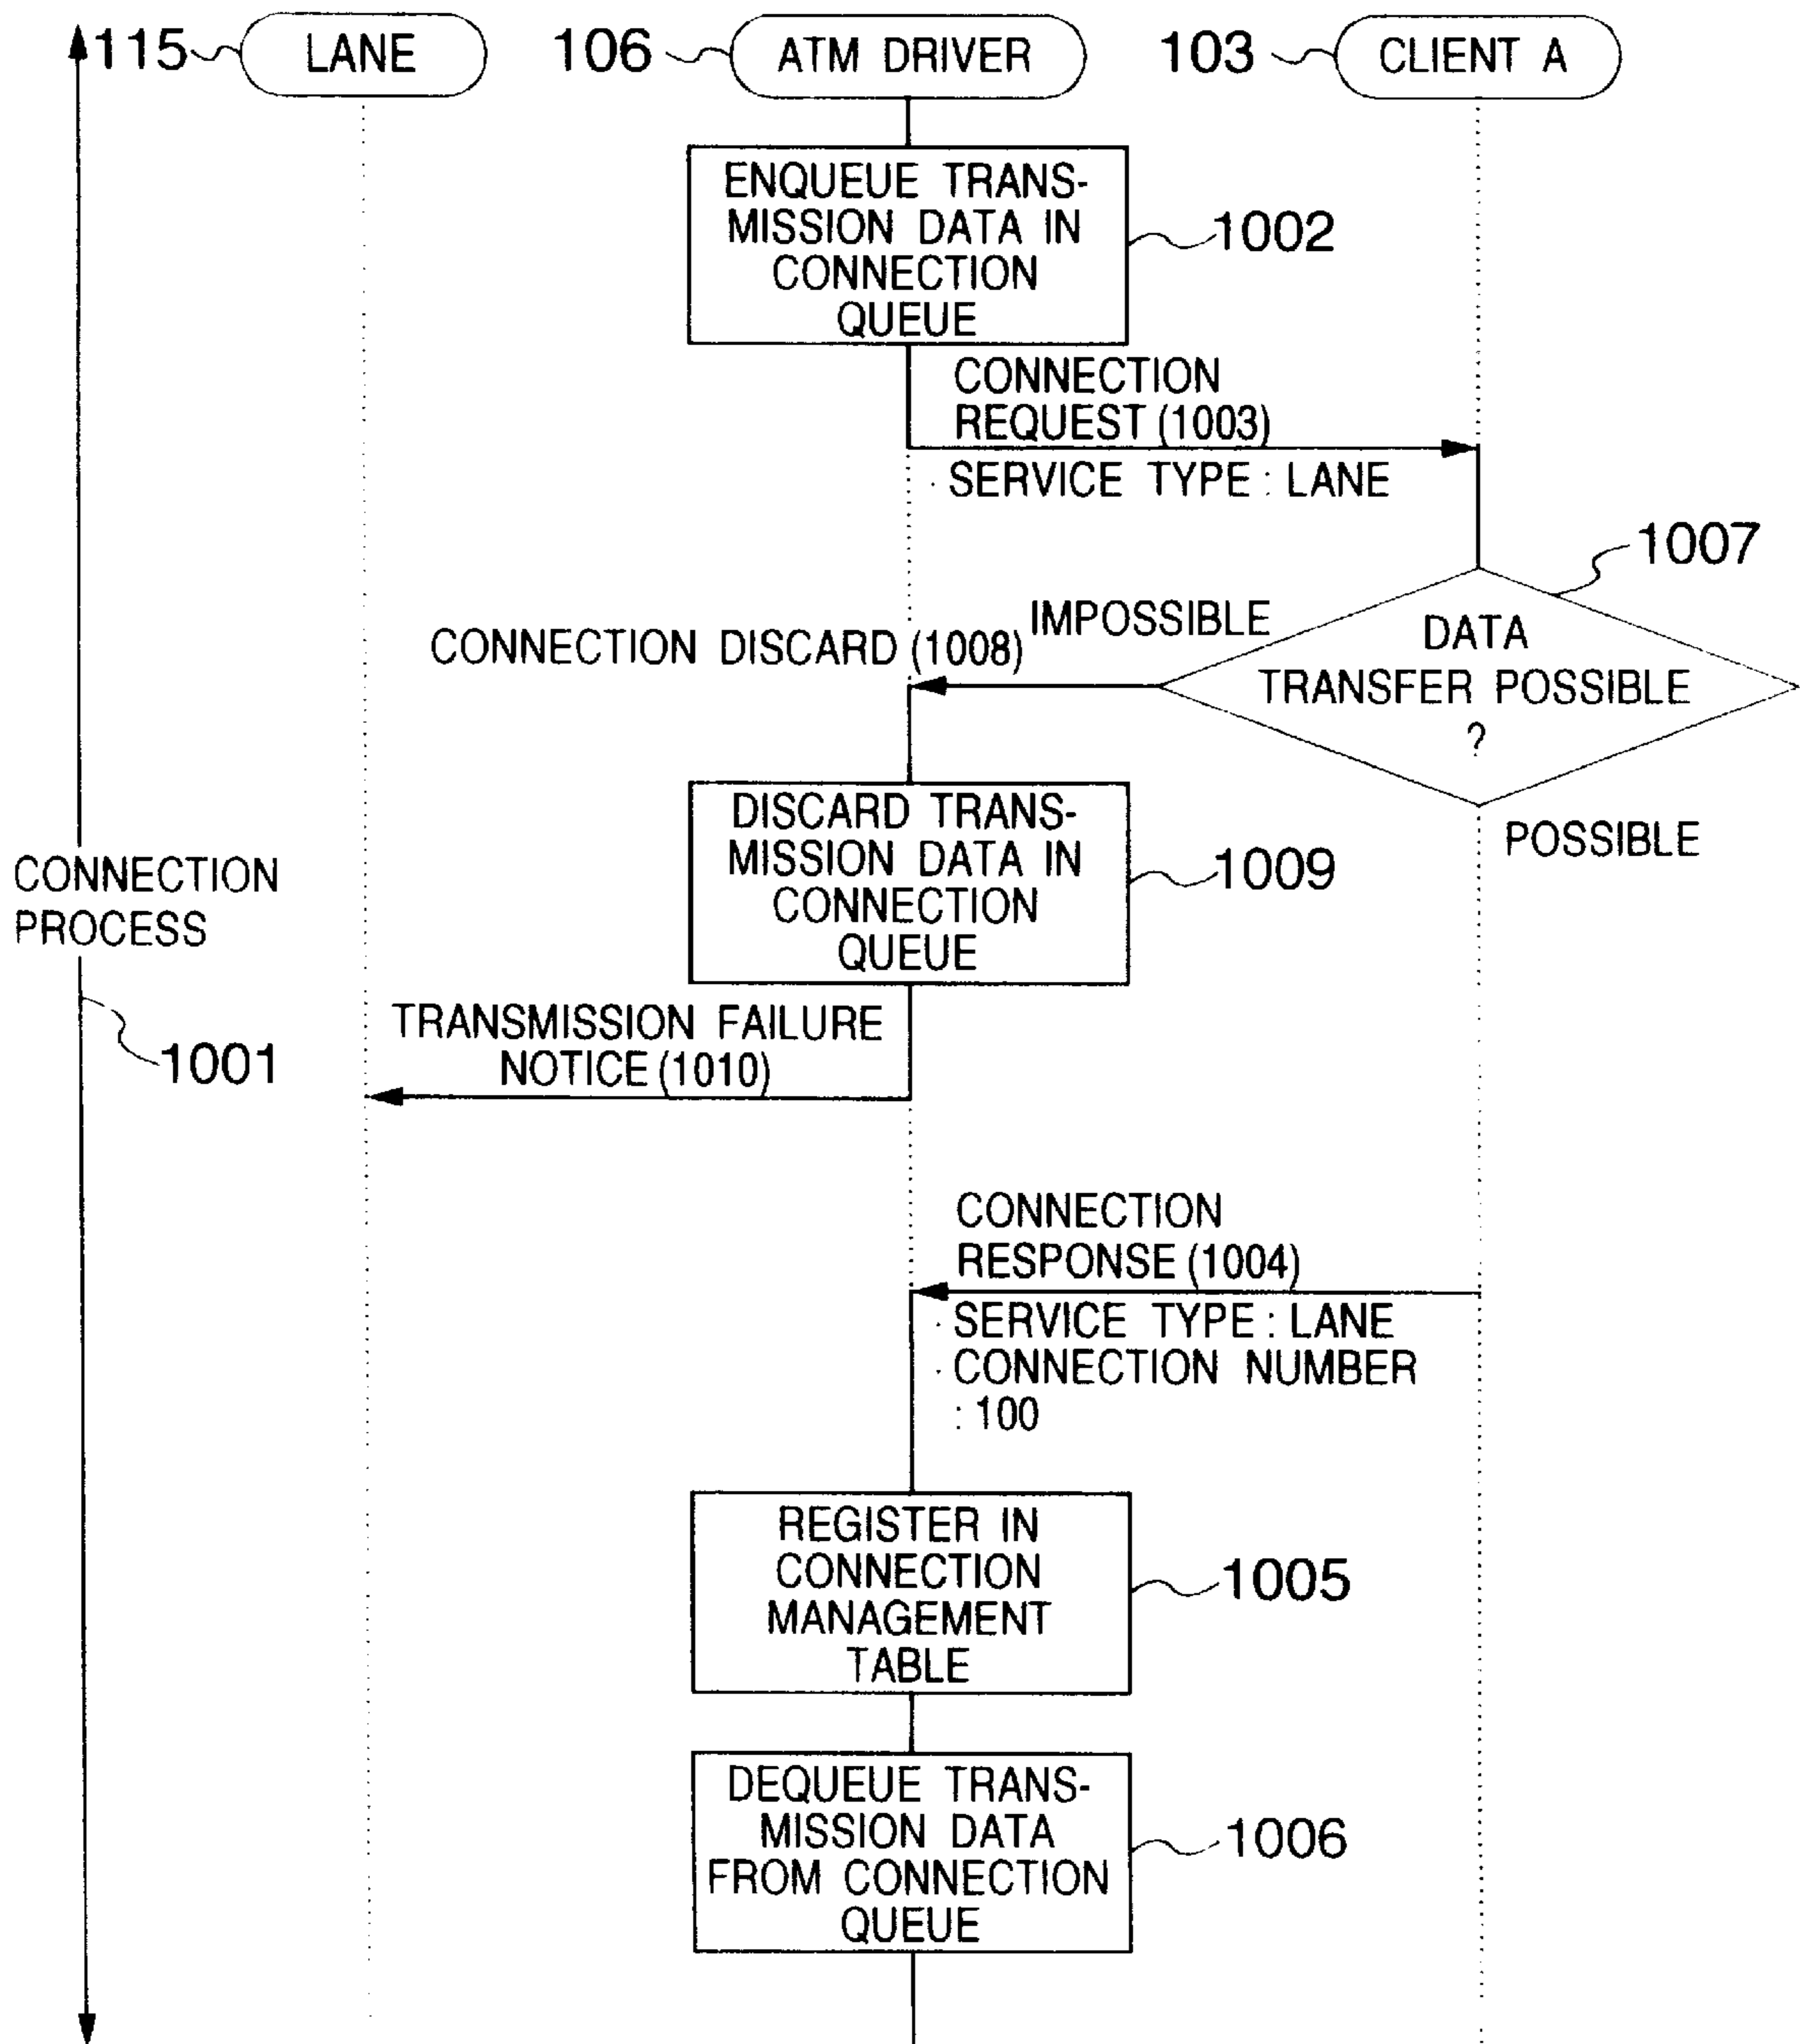 115
LANE
106
ATM DRIVER
103
CLIENT A
ENQUEUE TRANS-
MISSION DATA IN
CONNECTION
QUEUE
1002
CONNECTION
REQUEST (1003)
· SERVICE TYPE : LANE
1007
IMPOSSIBLE
CONNECTION DISCARD (1008)
DATA
TRANSFER POSSIBLE
?
POSSIBLE
DISCARD TRANS-
MISSION DATA IN
CONNECTION
QUEUE
1009
CONNECTION
PROCESS
1001
TRANSMISSION FAILURE
NOTICE (1010)
CONNECTION
RESPONSE (1004)
· SERVICE TYPE : LANE
· CONNECTION NUMBER
: 100
REGISTER IN
CONNECTION
MANAGEMENT
TABLE
1005
DEQUEUE TRANS-
MISSION DATA
FROM CONNECTION
QUEUE
1006